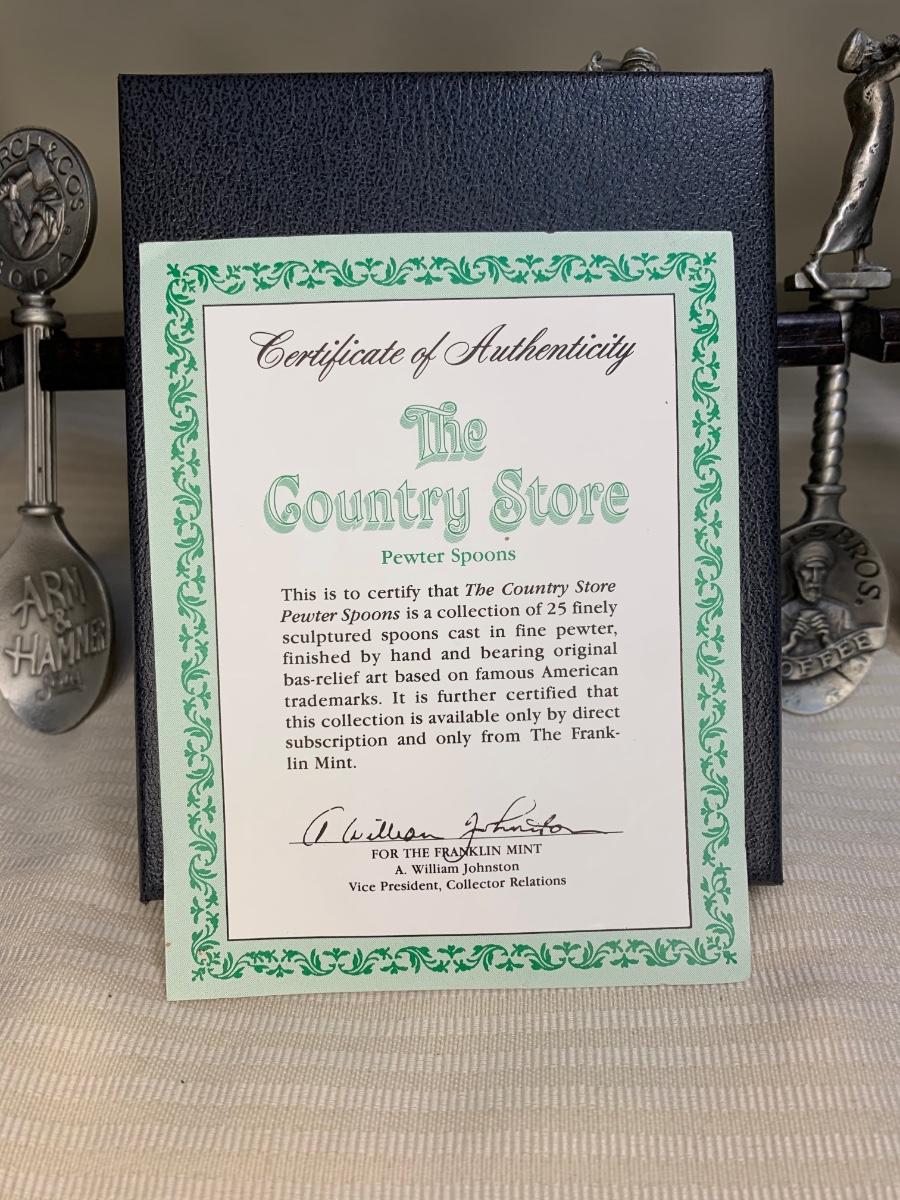 Certificate of Authenticity
The
Country Store
Pewter Spoons
This is to certify that The Country Store
Pewter Spoons is a collection of 25 finely
sculptured spoons cast in fine pewter,
finished by hand and bearing original
bas-relief art based on famous American
trademarks. It is further certified that
this collection is available only by direct
subscription and only from The Frank-
lin Mint.
A William Johnston
FOR THE FRANKLIN MINT
A. William Johnston
Vice President, Collector Relations
RCH & CO'S
SODA
ARM
&
HAMMER
BROS.
OFFEE